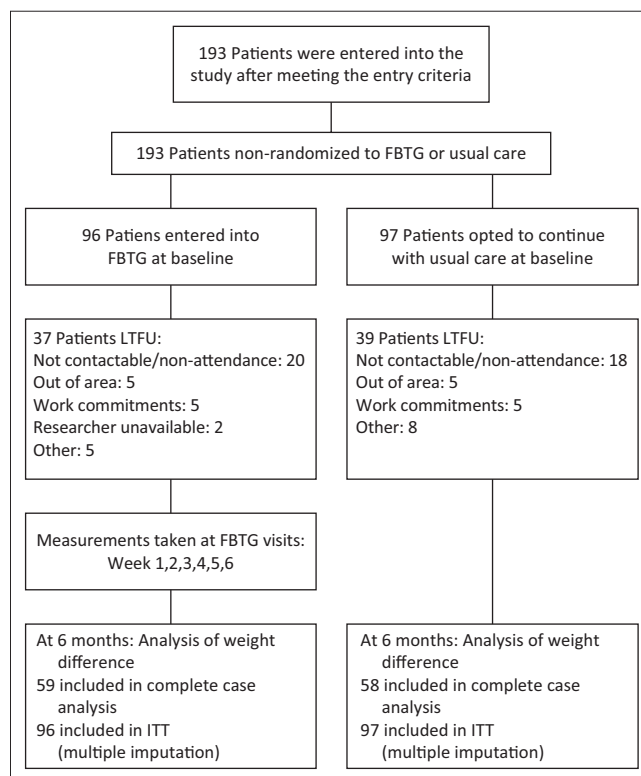 193 Patients were entered into the
study after meeting the entry criteria
193 Patients non-randomized to FBTG or usual care
96 Patiens entered into
FBTG at baseline
97 Patients opted to continue
with usual care at baseline
37 Patients LTFU:
Not contactable/non-attendance: 20
Out of area: 5
Work commitments: 5
Researcher unavailable: 2
Other: 5
39 Patients LTFU:
Not contactable/non-attendance: 18
Out of area: 5
Work commitments: 5
Other: 8
Measurements taken at FBTG visits:
Week 1,2,3,4,5,6
At 6 months: Analysis of weight
difference
59 included in complete case
analysis
96 included in ITT
(multiple imputation)
At 6 months: Analysis of weight
difference
58 included in complete case
analysis
97 included in ITT
(multiple imputation)